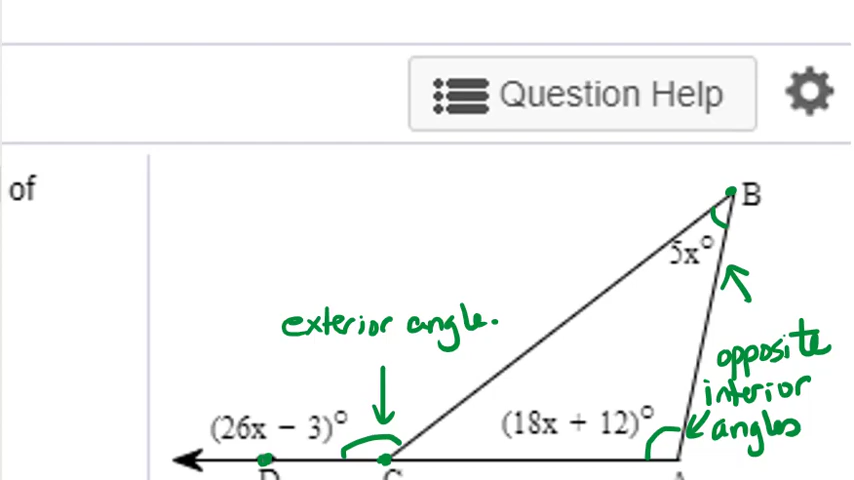 Question Help
of
B
5x°
exterior angle.
opposite
interior
angles
(26x − 3)°
(18x + 12)°
D
C
A